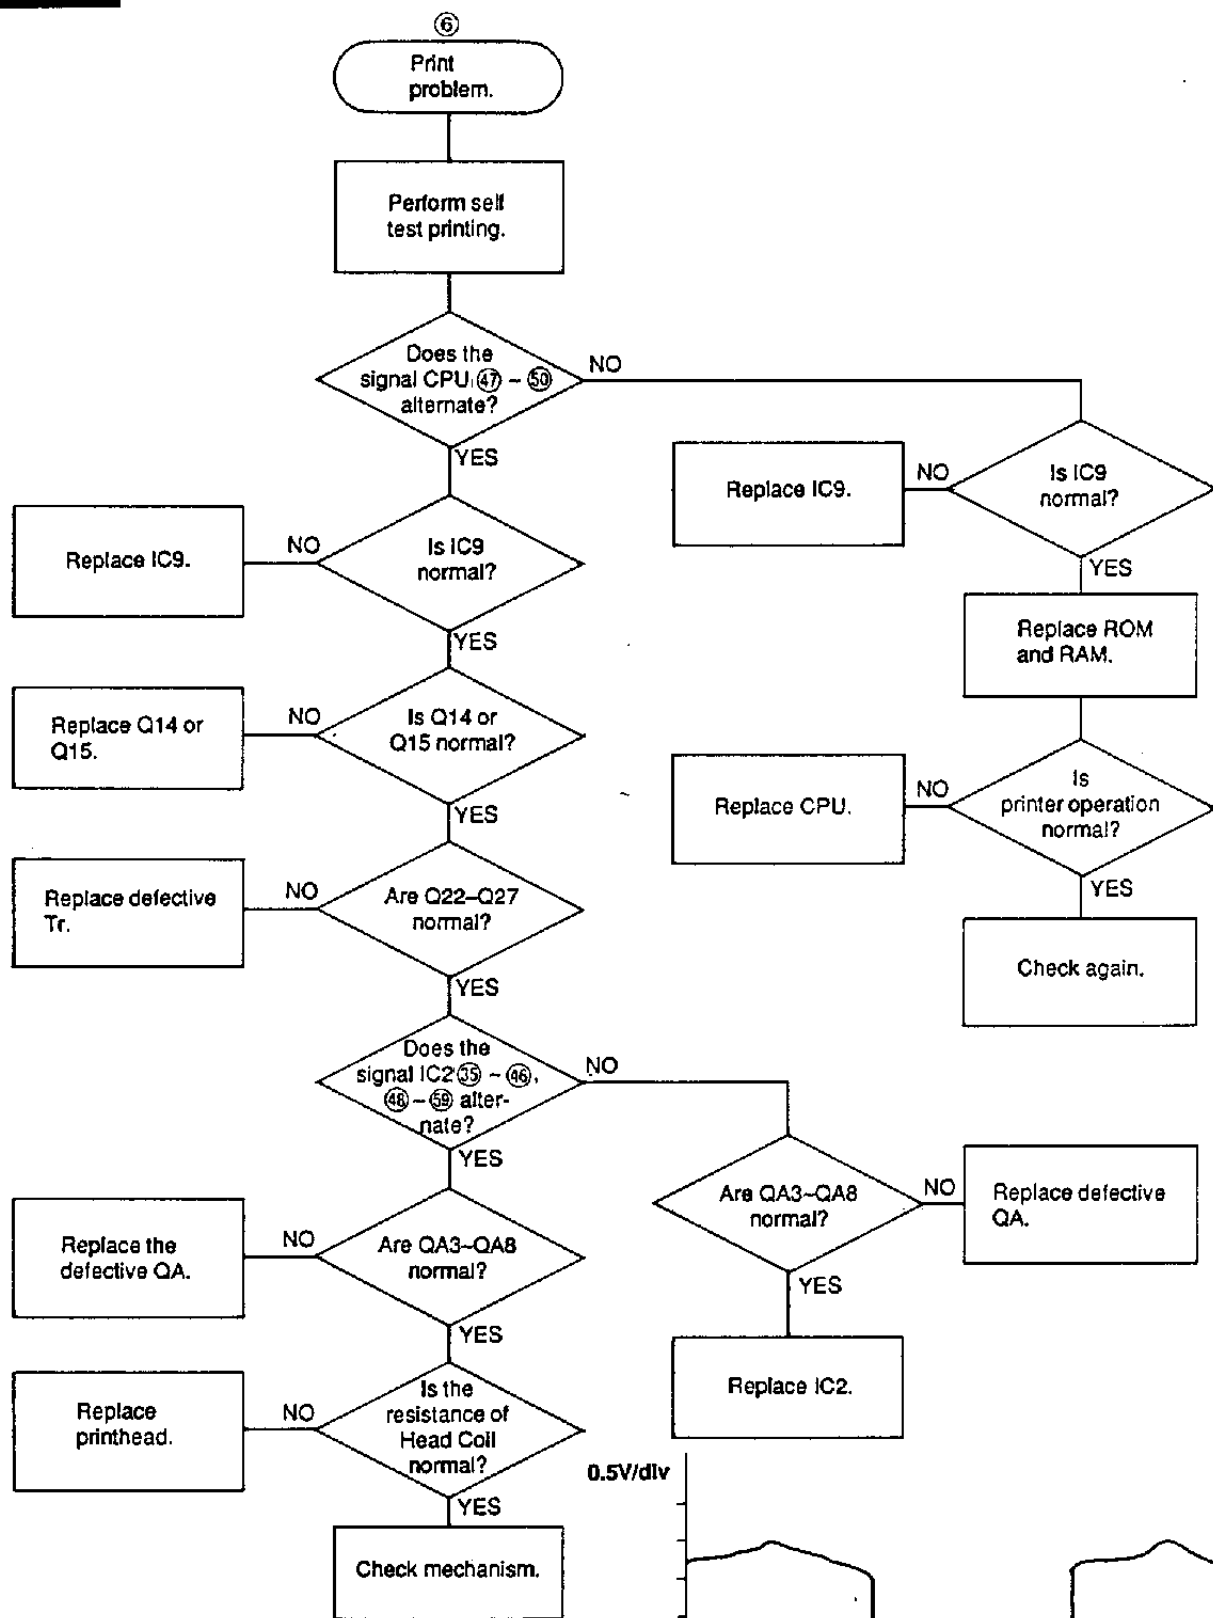 ⑥
Print
problem.
Perform self
test printing.
Does the
signal CPU ㊼ ~ ㊿
alternate?
NO
YES
Is IC9
normal?
NO
Replace IC9.
YES
Is Q14 or
Q15 normal?
NO
Replace Q14 or
Q15.
YES
Are Q22–Q27
normal?
NO
Replace defective
Tr.
YES
Does the
signal IC2 ㉟ ~ ㊻,
㊽ ~ (59) alter-
nate?
NO
YES
Are QA3~QA8
normal?
NO
Replace the
defective QA.
YES
Is the
resistance of
Head Coil
normal?
NO
Replace
printhead.
YES
Check mechanism.
Is IC9
normal?
NO
Replace IC9.
YES
Replace ROM
and RAM.
Is
printer operation
normal?
NO
Replace CPU.
YES
Check again.
Are QA3~QA8
normal?
NO
Replace defective
QA.
YES
Replace IC2.
0.5V/div